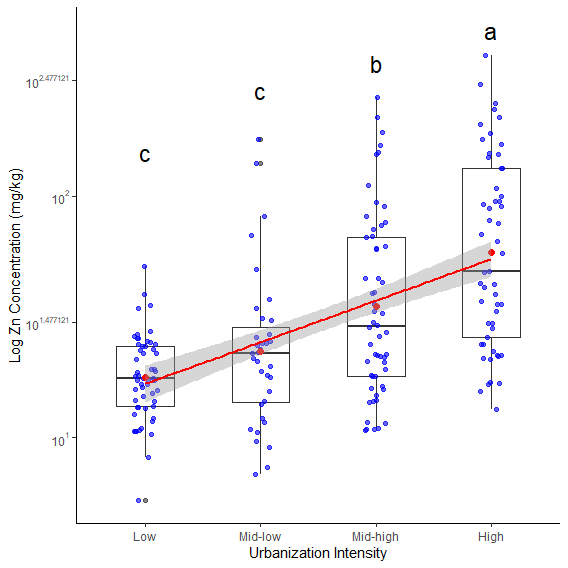 a
b
c
c
10^2.477121
10^2
10^1.477121
10^1
Log Zn Concentration (mg/kg)
Low Mid-low Mid-high High
Urbanization Intensity